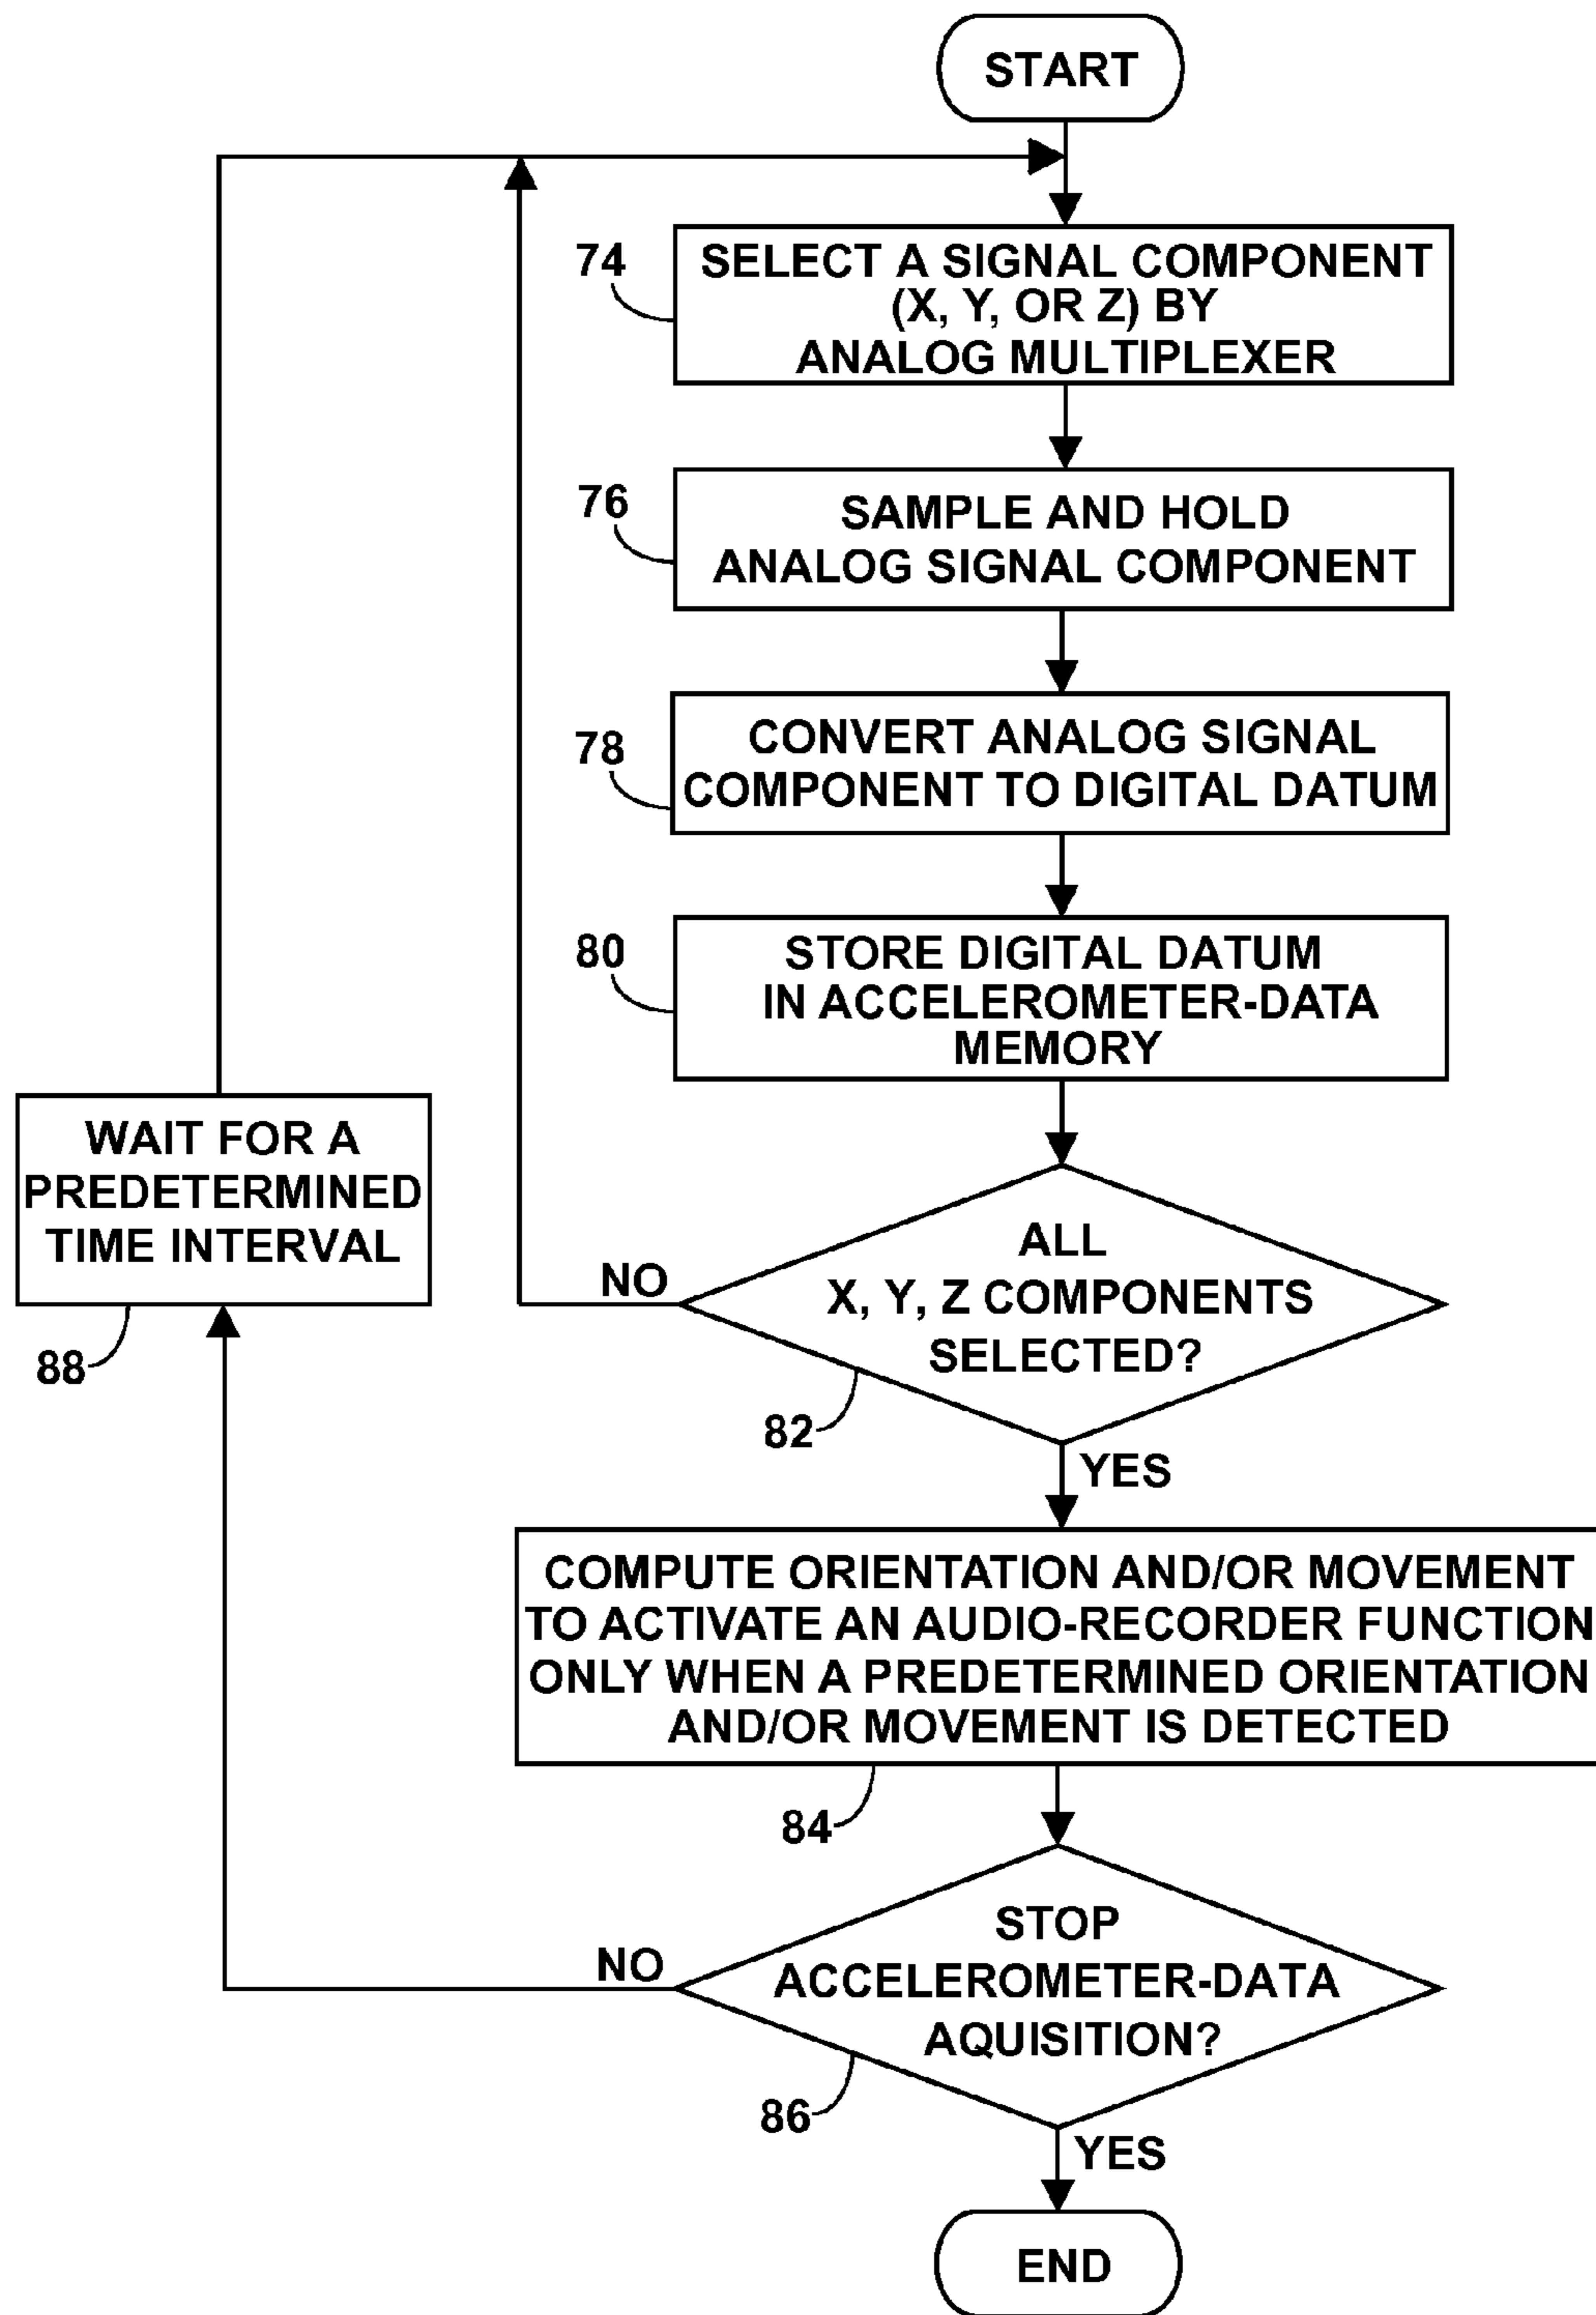 START
74
SELECT A SIGNAL COMPONENT
(X, Y, OR Z) BY
ANALOG MULTIPLEXER
76
SAMPLE AND HOLD
ANALOG SIGNAL COMPONENT
78
CONVERT ANALOG SIGNAL
COMPONENT TO DIGITAL DATUM
80
STORE DIGITAL DATUM
IN ACCELEROMETER-DATA
MEMORY
WAIT FOR A
PREDETERMINED
TIME INTERVAL
88
ALL
X, Y, Z COMPONENTS
SELECTED?
NO
82
YES
COMPUTE ORIENTATION AND/OR MOVEMENT
TO ACTIVATE AN AUDIO-RECORDER FUNCTION
ONLY WHEN A PREDETERMINED ORIENTATION
AND/OR MOVEMENT IS DETECTED
84
STOP
ACCELEROMETER-DATA
AQUISITION?
NO
86
YES
END